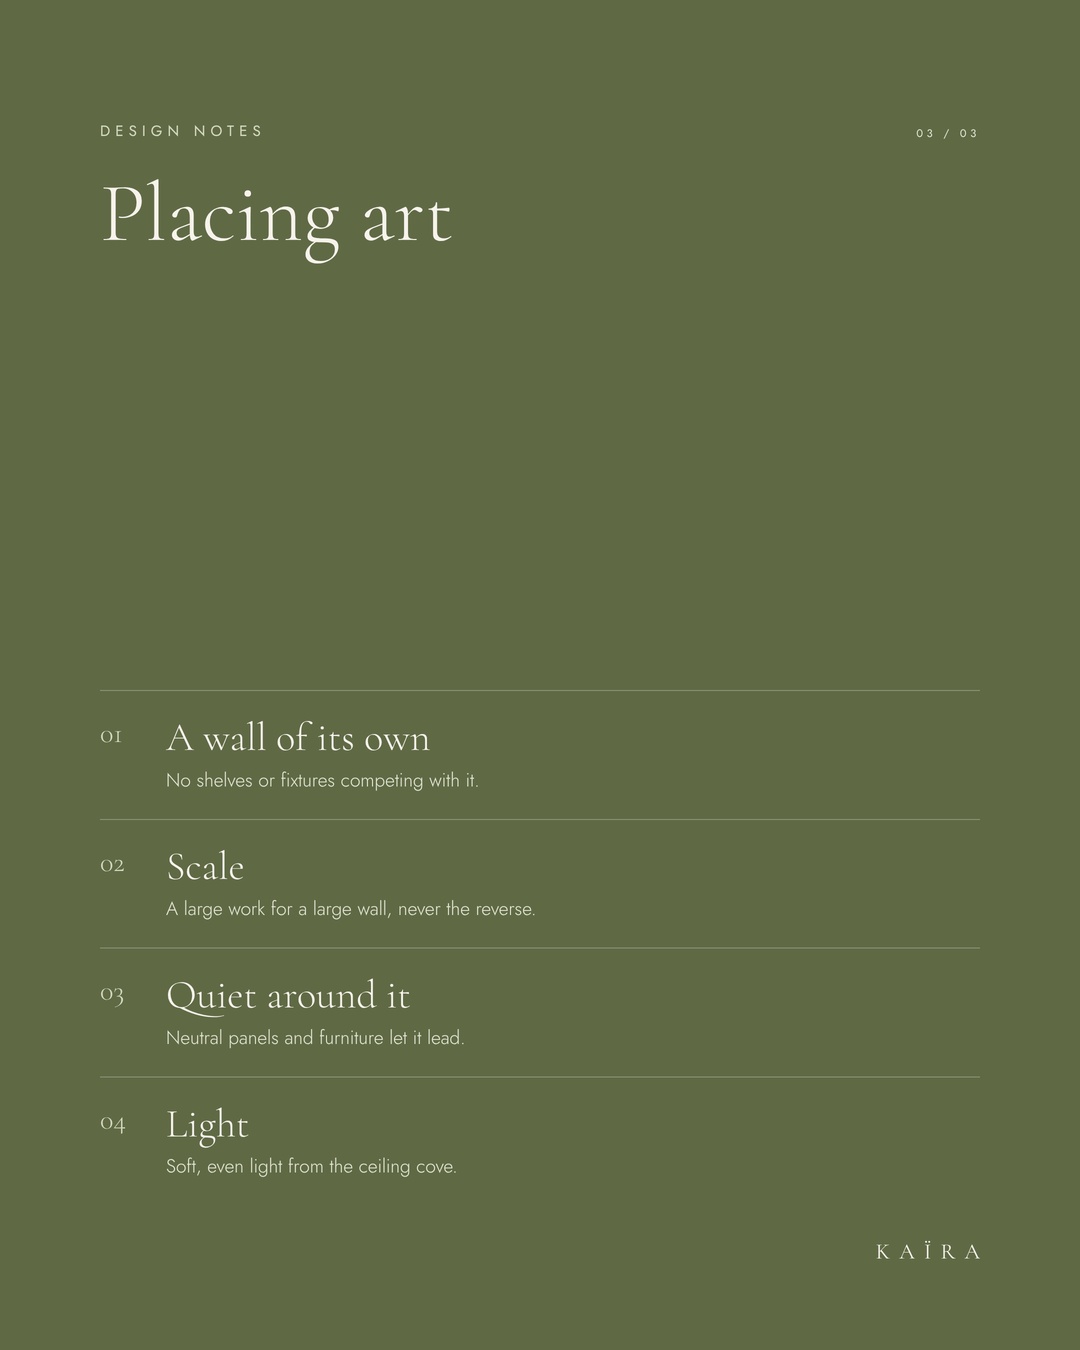 DESIGN NOTES
03 / 03
Placing art
01
A wall of its own
No shelves or fixtures competing with it.
02
Scale
A large work for a large wall, never the reverse.
03
Quiet around it
Neutral panels and furniture let it lead.
04
Light
Soft, even light from the ceiling cove.
KAÏRA